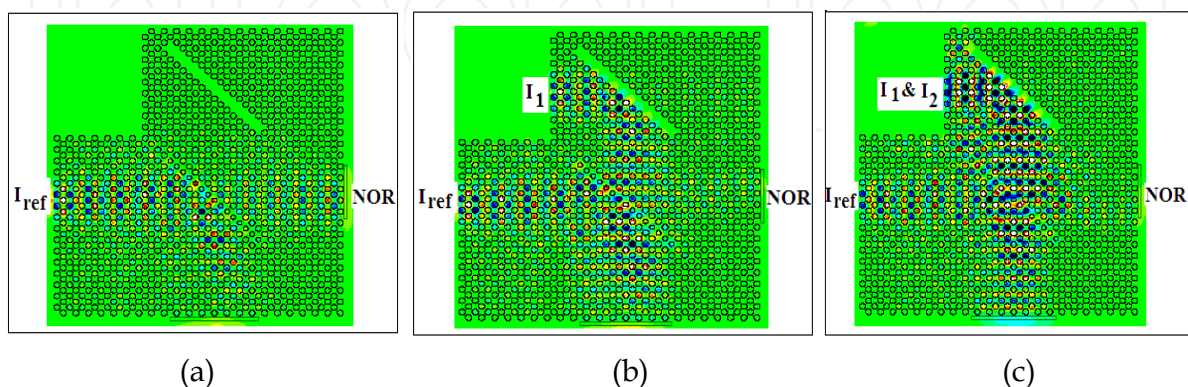 I_ref NOR
I_1
I_ref NOR
I_1 & I_2
I_ref NOR
(a) (b) (c)